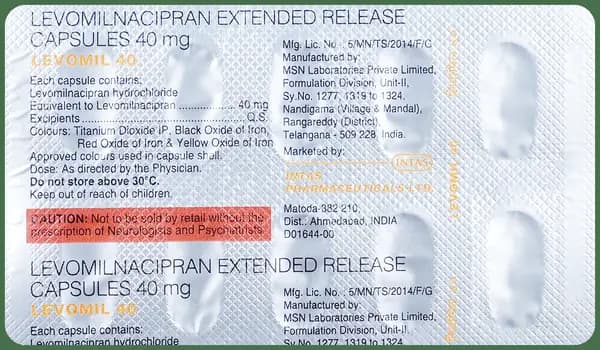 LEVOMILNACIPRAN EXTENDED RELEASE
CAPSULES 40 mg
LEVOMIL 40
Each capsule contains:
Levomilnacipran hydrochloride
Equivalent to Levomilnacipran .................. 40 mg
Excipients ................................................ Q.S.
Colours: Titanium Dioxide IP, Black Oxide of Iron,
Red Oxide of Iron & Yellow Oxide of Iron
Approved colours used in capsule shell.
Dose: As directed by the Physician.
Do not store above 30°C.
Keep out of reach of children.
CAUTION: Not to be sold by retail without the
prescription of Neurologists and Psychiatrists.
Mfg. Lic. No. : 5/MN/TS/2014/F/G
Manufactured by:
MSN Laboratories Private Limited,
Formulation Division, Unit-II,
Sy.No. 1277, 1319 to 1324,
Nandigama (Village & Mandal),
Rangareddy (District),
Telangana - 509 228, India.
Marketed by:
INTAS
INTAS
PHARMACEUTICALS LTD.
Matoda-382 210,
Dist.: Ahmedabad, INDIA
D01644-00
LEVOMIL 40
LEVOMILNACIPRAN EXTENDED RELEASE
CAPSULES 40 mg
LEVOMIL 40
Each capsule contains:
Levomilnacipran hydrochloride
Mfg. Lic. No. : 5/MN/TS/2014/F/G
Manufactured by:
MSN Laboratories Private Limited,
Formulation Division, Unit-II,
Sy.No. 1277, 1319 to 1324,